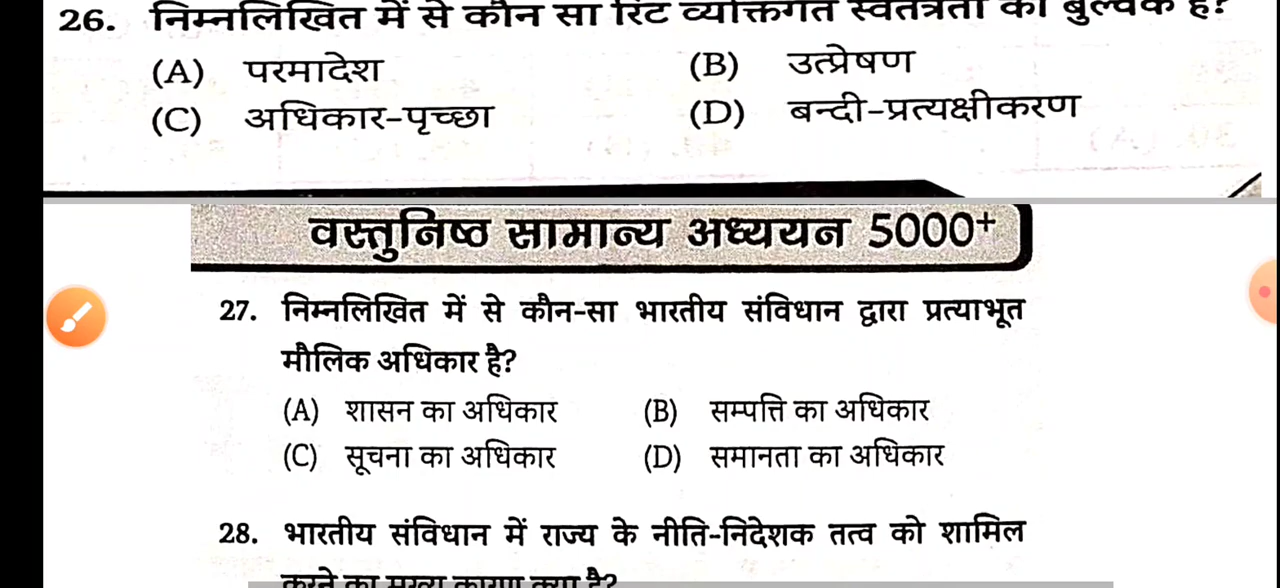 26. निम्नलिखित में से कौन सा रिट व्यक्तिगत स्वतंत्रता का बुल्वर्क है?
(A) परमादेश (B) उत्प्रेषण
(C) अधिकार-पृच्छा (D) बन्दी-प्रत्यक्षीकरण
वस्तुनिष्ठ सामान्य अध्ययन 5000+
27. निम्नलिखित में से कौन-सा भारतीय संविधान द्वारा प्रत्याभूत
मौलिक अधिकार है?
(A) शासन का अधिकार (B) सम्पत्ति का अधिकार
(C) सूचना का अधिकार (D) समानता का अधिकार
28. भारतीय संविधान में राज्य के नीति-निदेशक तत्व को शामिल
करने का मुख्य कारण क्या है?